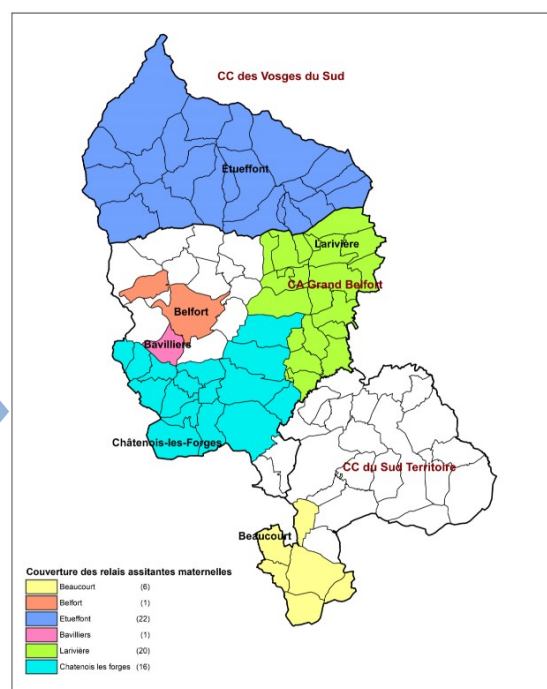 CC des Vosges du Sud
Etueffont
Larivière
CA Grand Belfort
Belfort
Bavilliers
Châtenois-les-Forges
CC du Sud Territoire
Beaucourt
Couverture des relais assitantes maternelles
Beaucourt (6)
Belfort (1)
Etueffont (22)
Bavilliers (1)
Larivière (20)
Chatenois les forges (16)